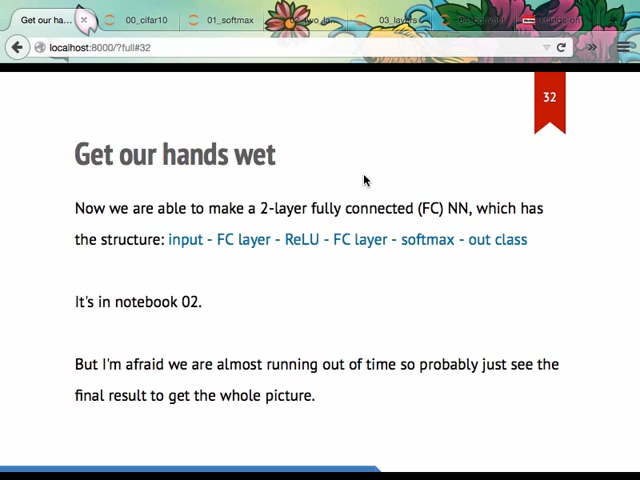 Get our ha...
00_cifar10
01_softmax
03_layers
localhost:8000/?full#32
32
Get our hands wet
Now we are able to make a 2-layer fully connected (FC) NN, which has
the structure: input - FC layer - ReLU - FC layer - softmax - out class
It's in notebook 02.
But I'm afraid we are almost running out of time so probably just see the
final result to get the whole picture.